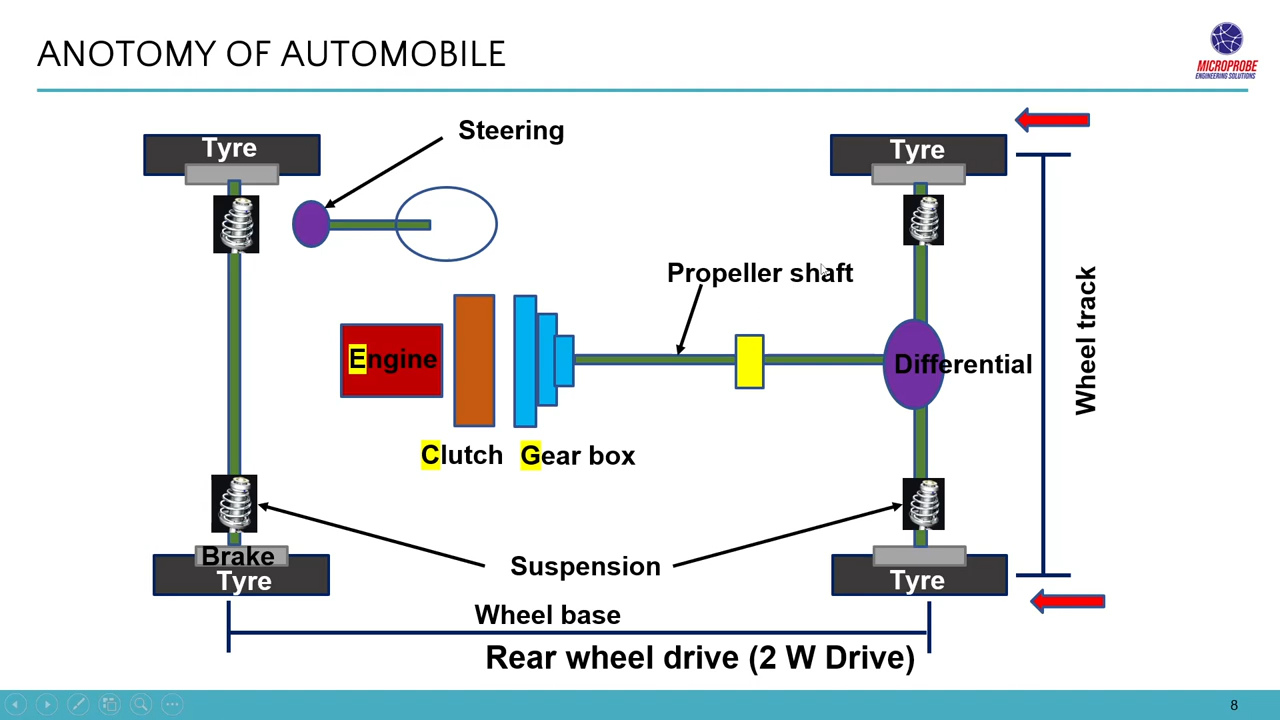 ANOTOMY OF AUTOMOBILE
MICROPROBE
ENGINEERING SOLUTIONS
Steering
Tyre
Tyre
Propeller shaft
Wheel track
Engine
Differential
Clutch
Gear box
Brake
Tyre
Suspension
Tyre
Wheel base
Rear wheel drive (2 W Drive)
8